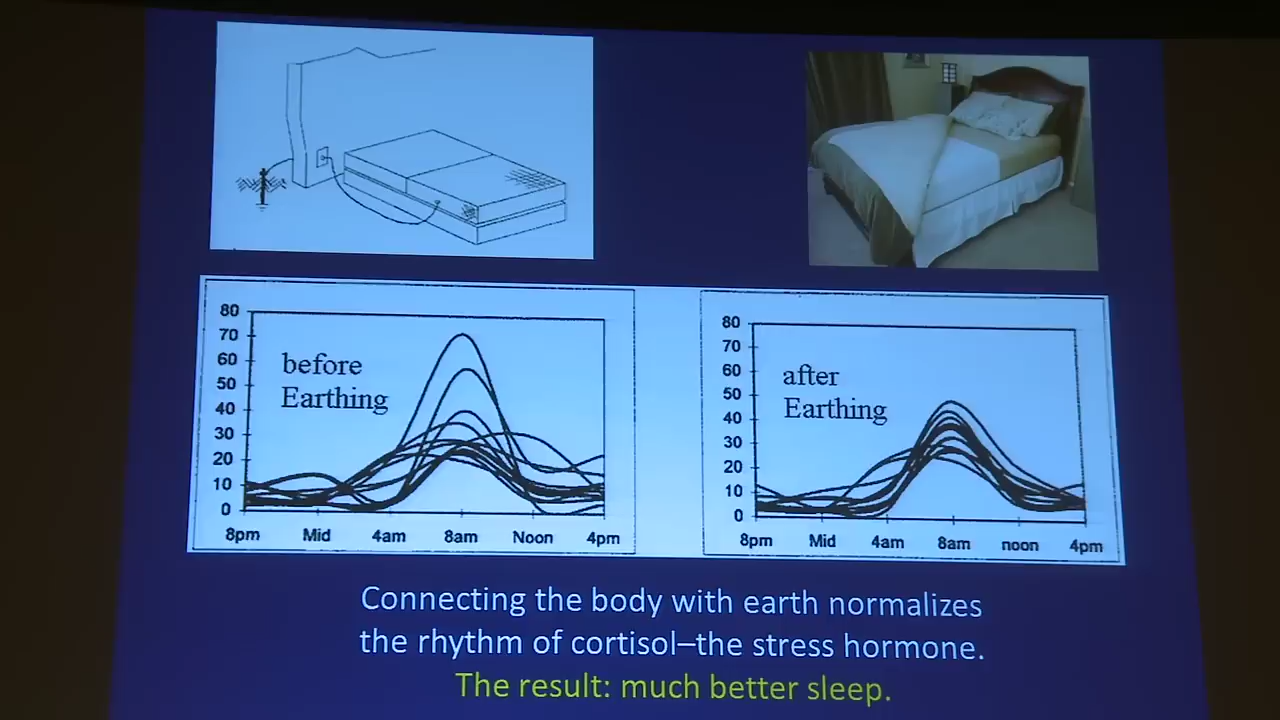 80
70
60
50
40
30
20
10
0
before
Earthing
8pm Mid 4am 8am Noon 4pm
80
70
60
50
40
30
20
10
0
after
Earthing
8pm Mid 4am 8am noon 4pm
Connecting the body with earth normalizes
the rhythm of cortisol–the stress hormone.
The result: much better sleep.